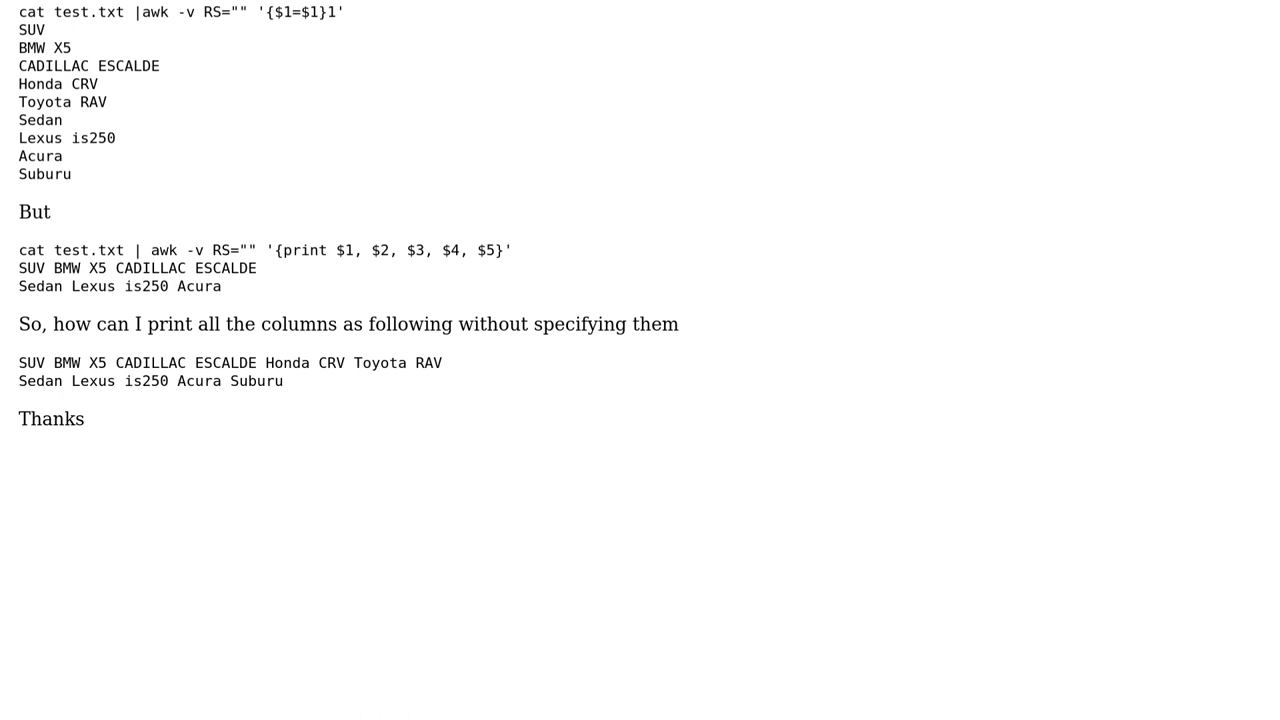 cat test.txt |awk -v RS="" '{$1=$1}1'
SUV
BMW X5
CADILLAC ESCALDE
Honda CRV
Toyota RAV
Sedan
Lexus is250
Acura
Suburu
But
cat test.txt | awk -v RS="" '{print $1, $2, $3, $4, $5}'
SUV BMW X5 CADILLAC ESCALDE
Sedan Lexus is250 Acura
So, how can I print all the columns as following without specifying them
SUV BMW X5 CADILLAC ESCALDE Honda CRV Toyota RAV
Sedan Lexus is250 Acura Suburu
Thanks